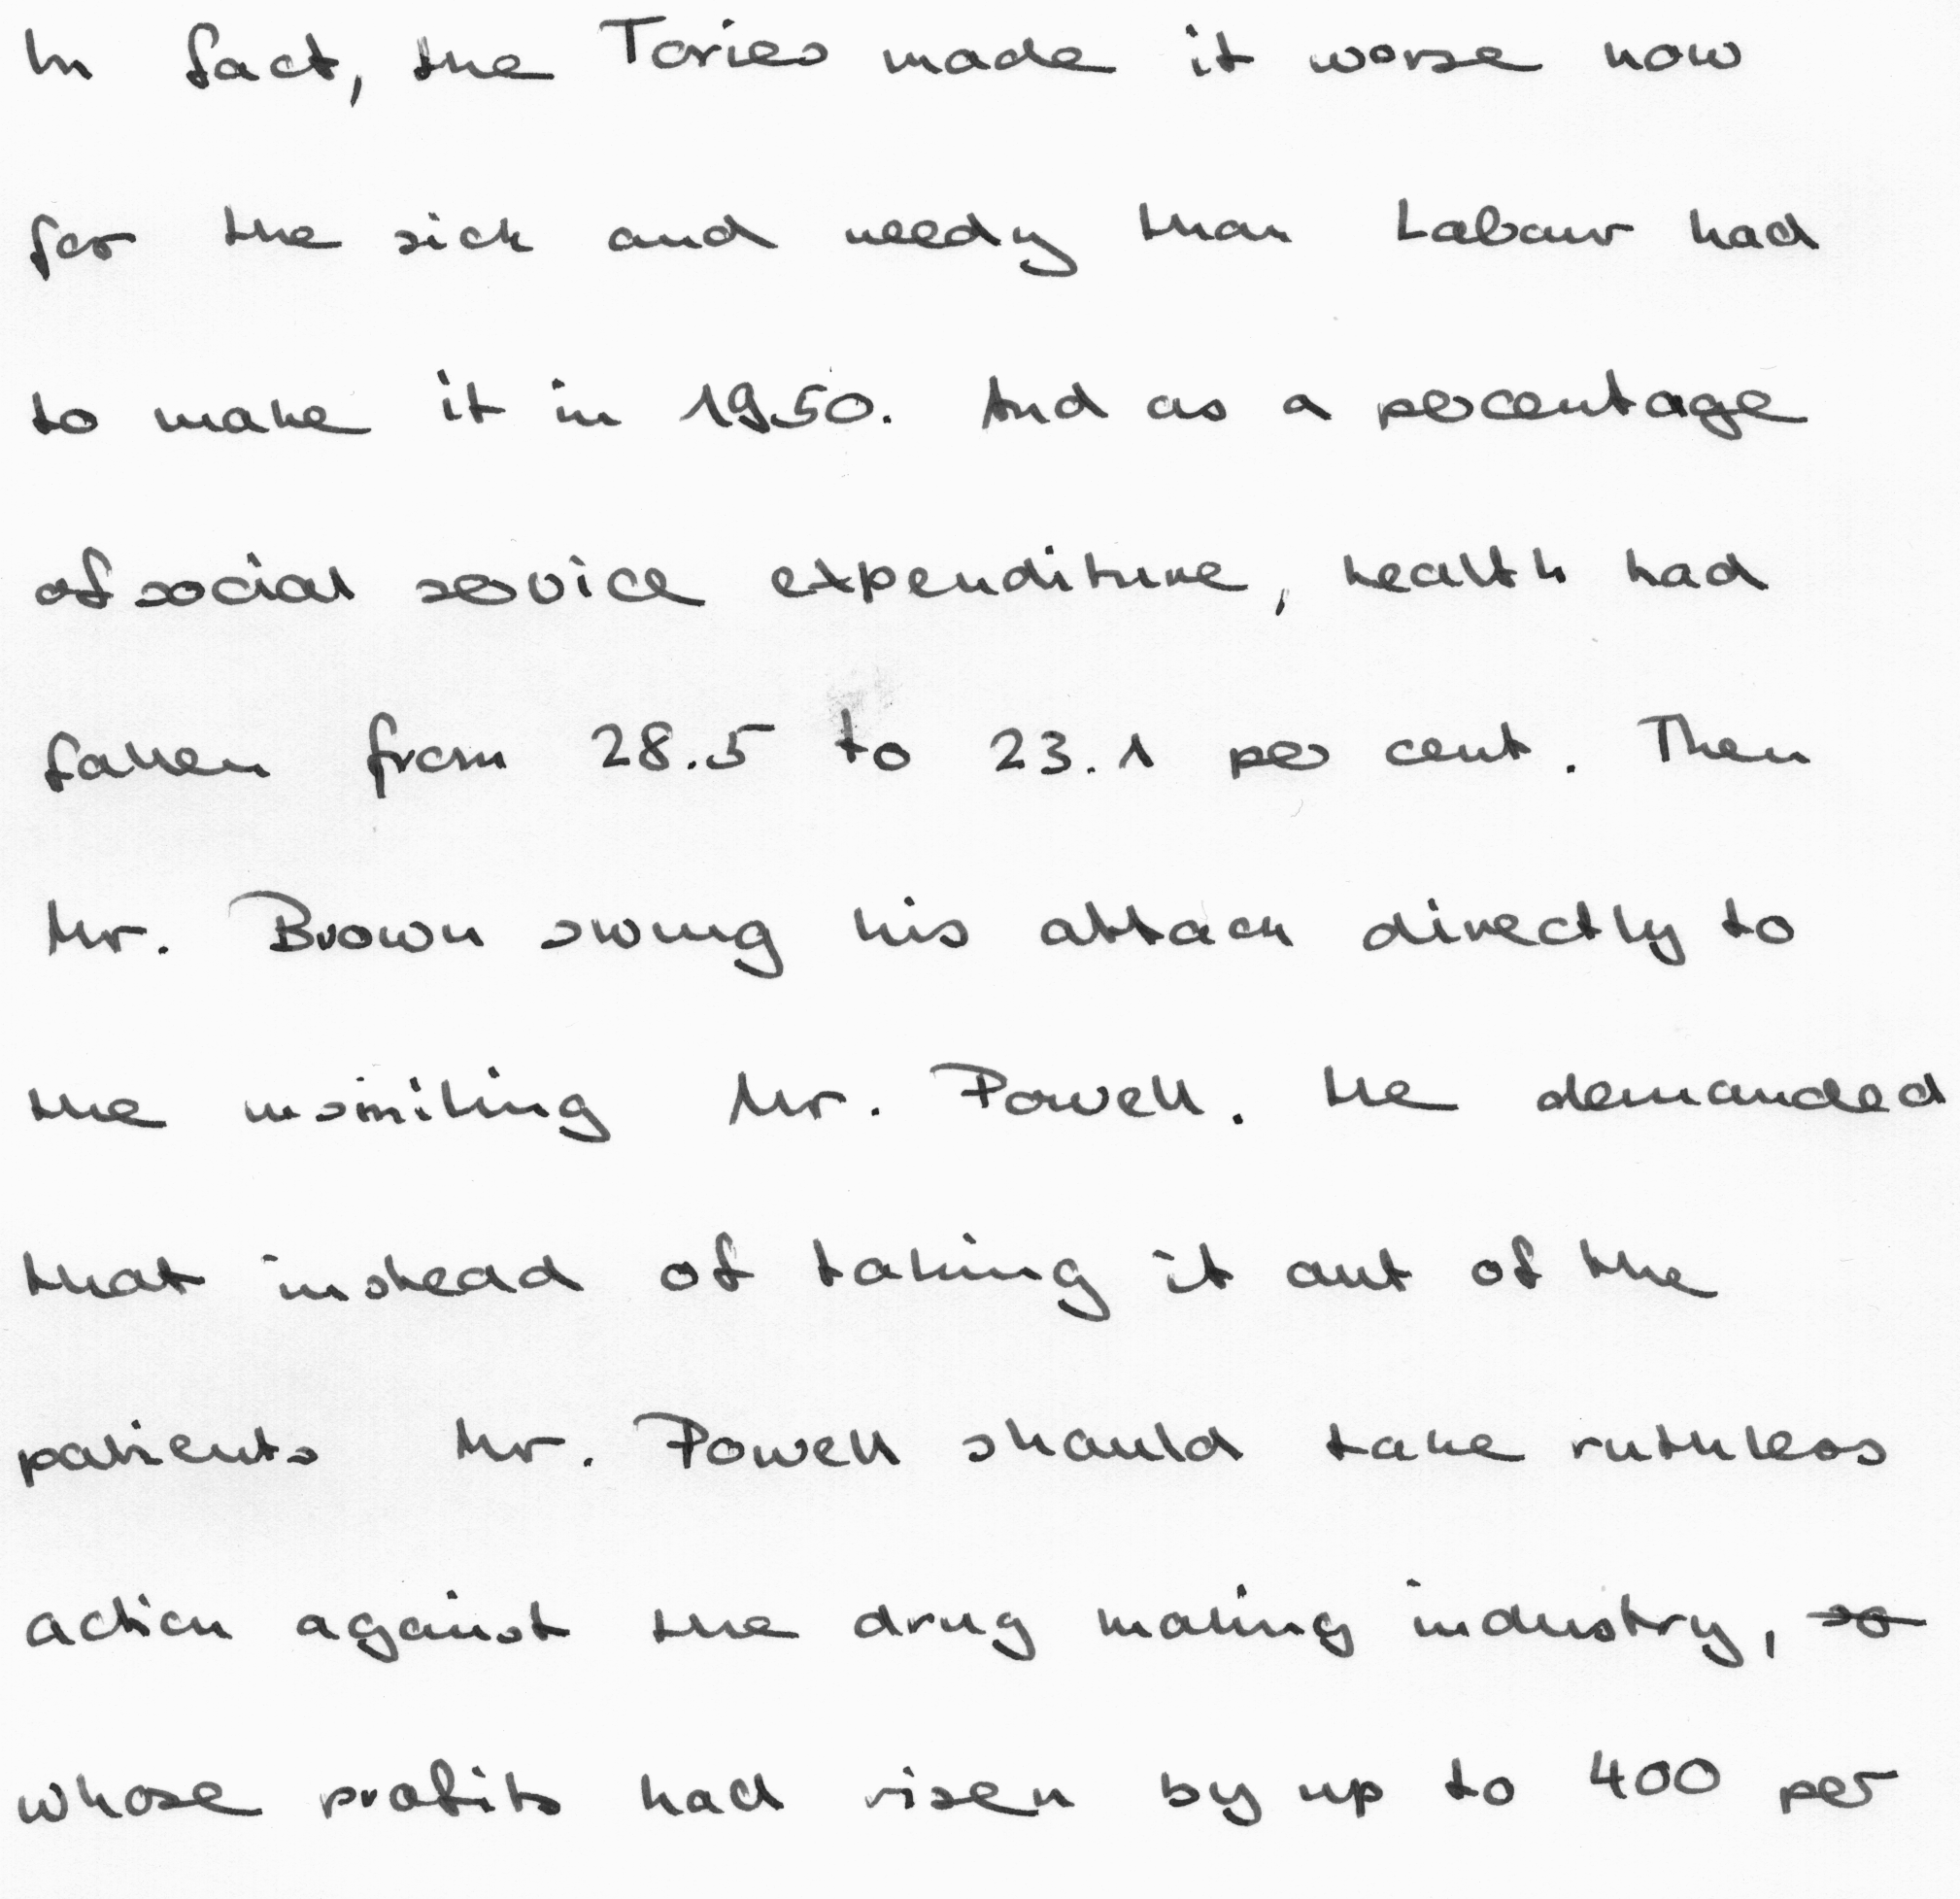 In fact, the Tories made it worse now
for the sick and needy than Labour had
to make it in 1950. And as a percentage
of social service expenditure, health had
fallen from 28.5 to 23.1 per cent. Then
Mr. Brown swung his attack directly to
the unsmiling Mr. Powell. He demanded
that instead of taking it out of the
patients Mr. Powell should take ruthless
action against the drug making industry, so
whose profits had risen by up to 400 per